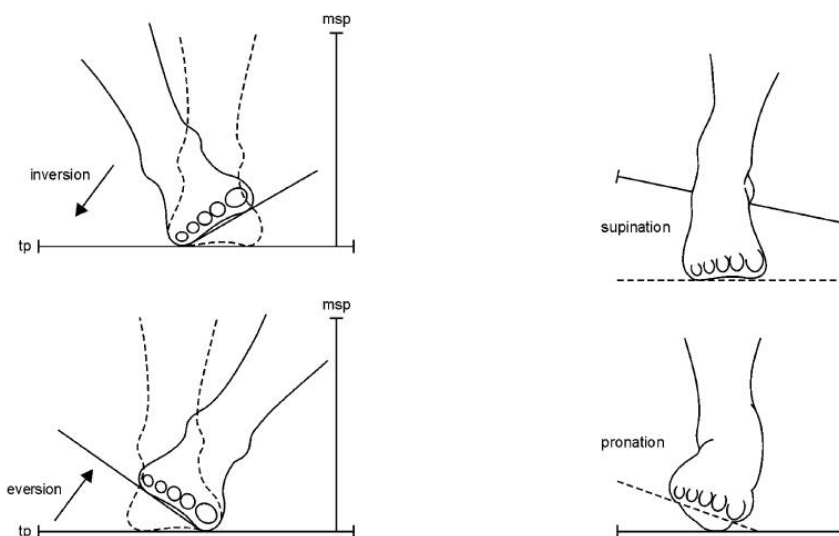 msp
inversion
tp
supination
msp
eversion
tp
pronation